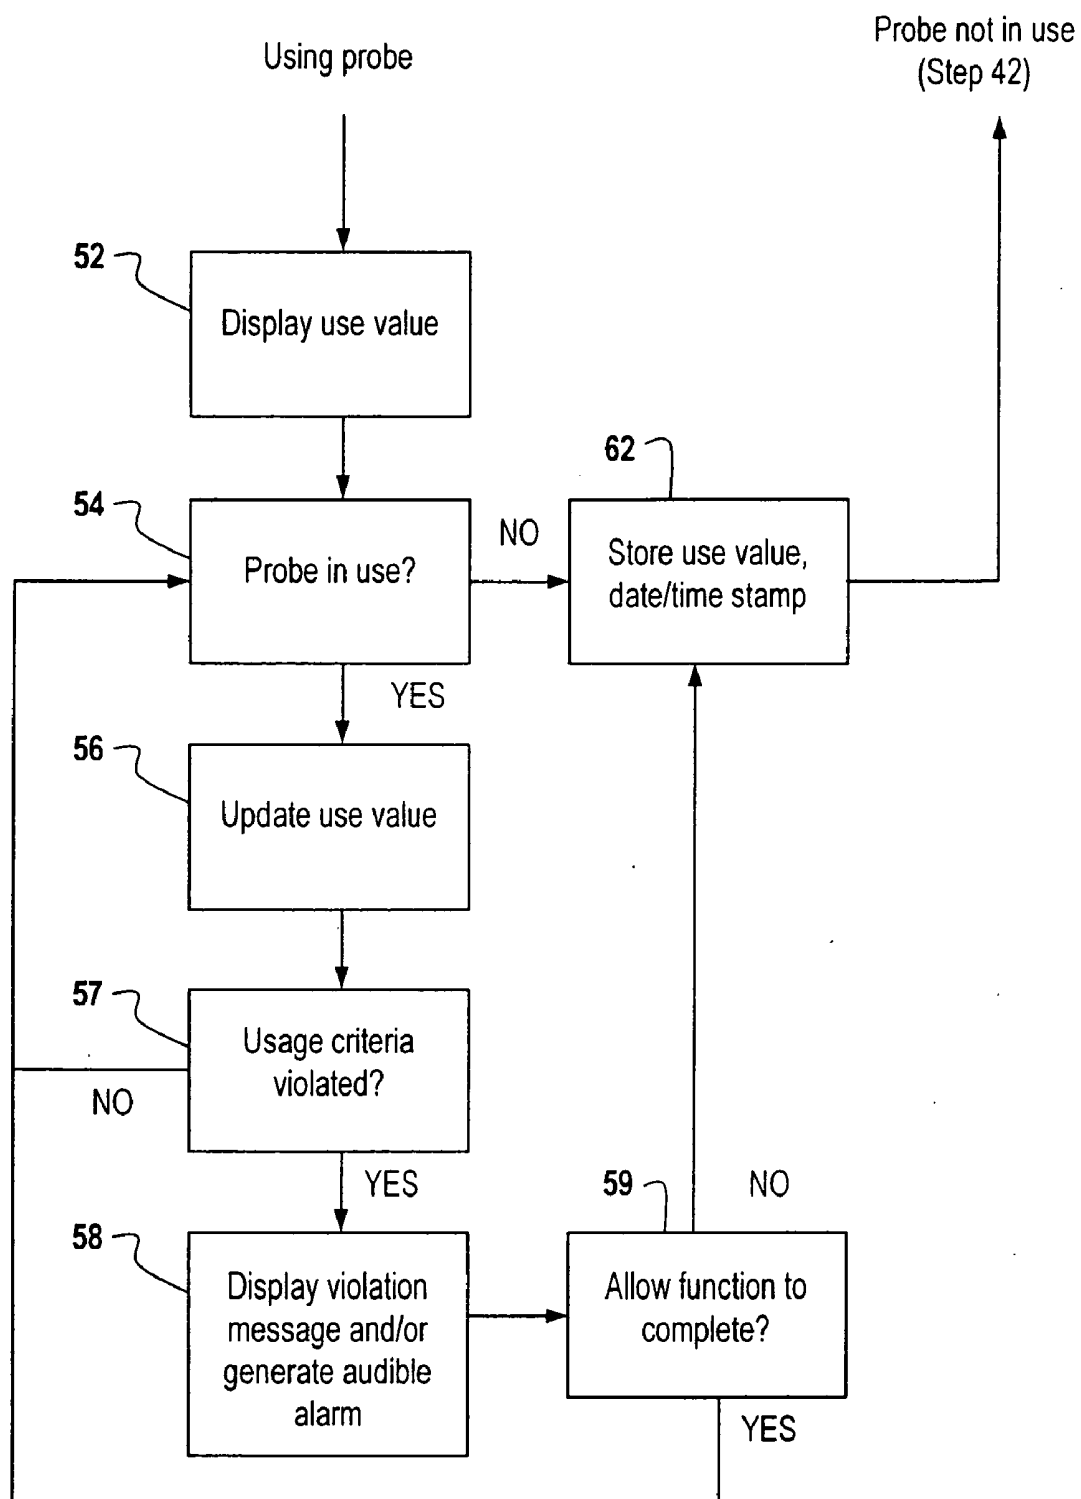 Using probe
Probe not in use
(Step 42)
52
Display use value
54
Probe in use?
NO
62
Store use value,
date/time stamp
YES
56
Update use value
57
Usage criteria
violated?
NO
YES
58
Display violation
message and/or
generate audible
alarm
59
NO
Allow function to
complete?
YES